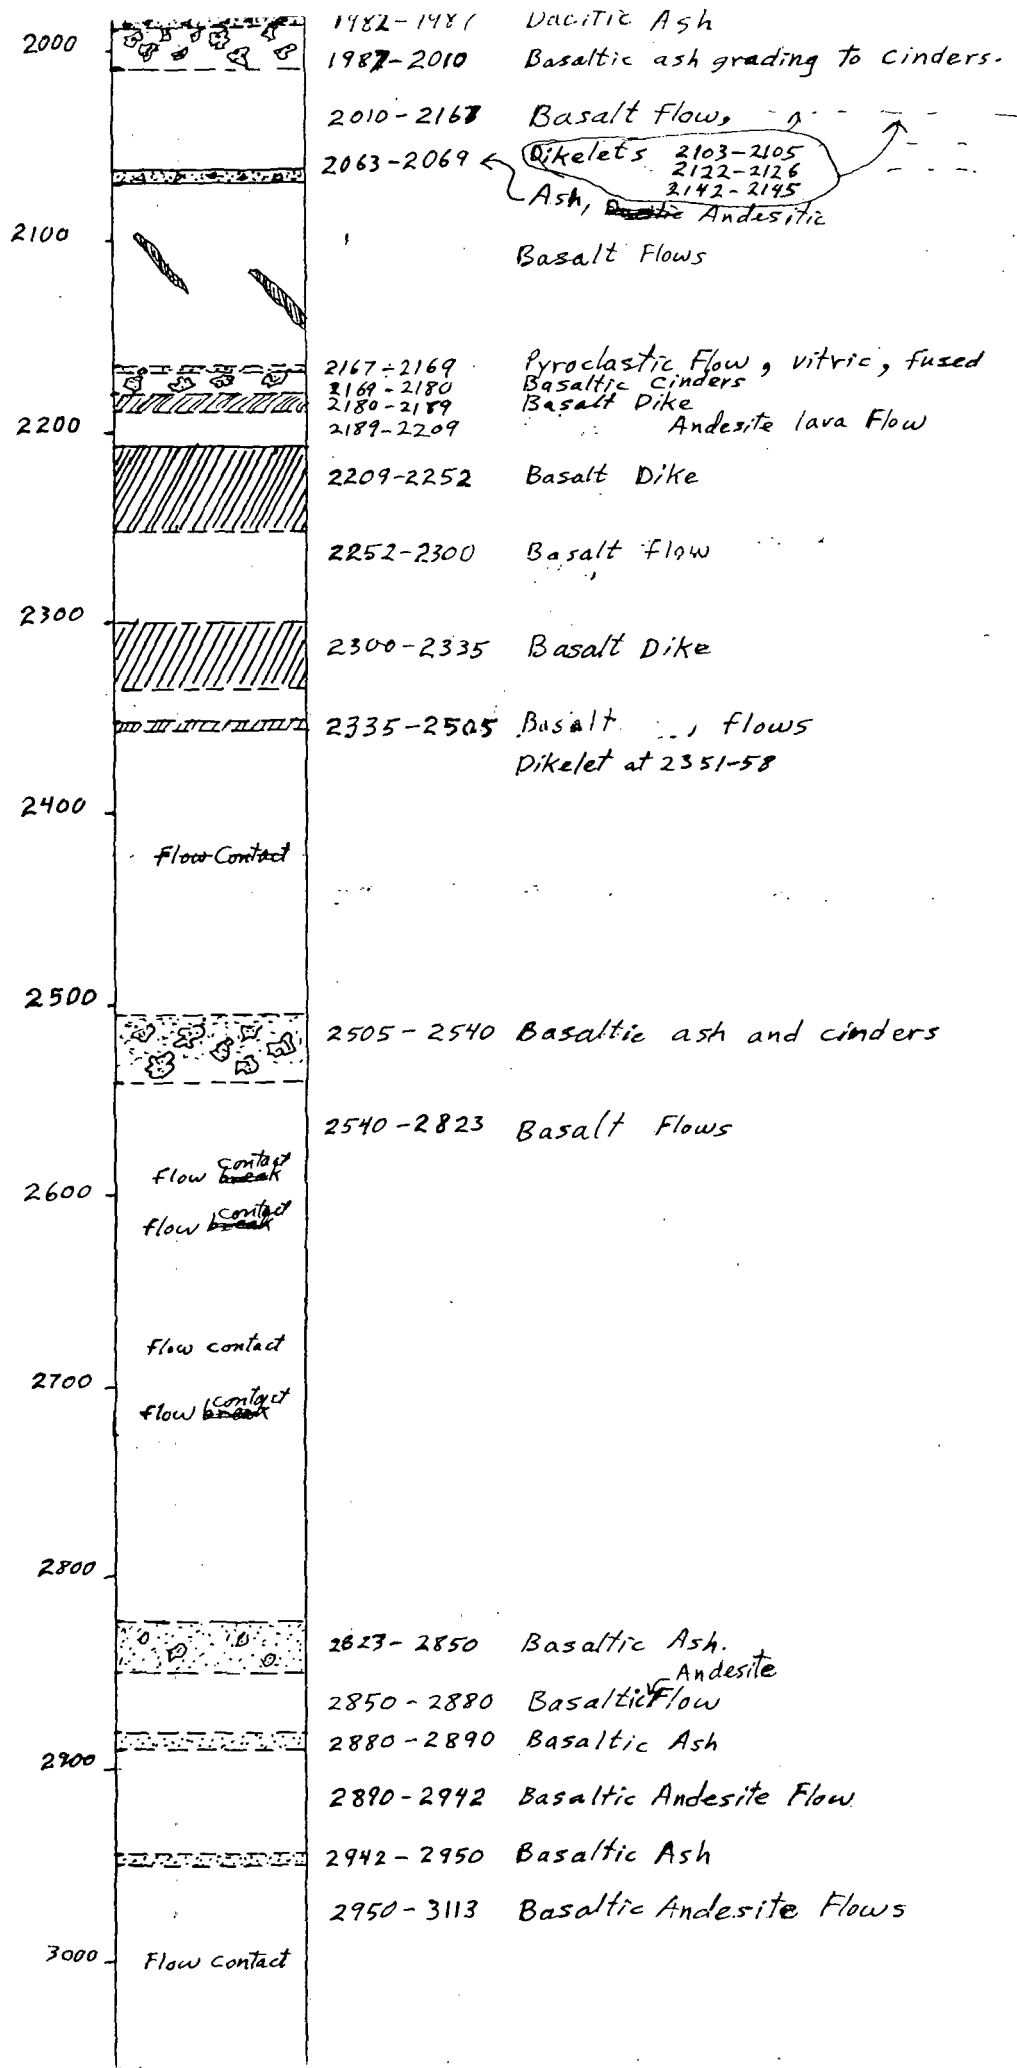 1982-1987 Dacitic Ash
2000
1987-2010 Basaltic ash grading to cinders.
2010-2167 Basalt Flow,
2063-2069 Dikelets 2103-2105
2122-2126
2142-2145
Ash, Andesitic
2100
Basalt Flows
2167-2169 Pyroclastic Flow, vitric, fused
2169-2180 Basaltic Cinders
2180-2189 Basalt Dike
2200
2189-2209 Andesite lava Flow
2209-2252 Basalt Dike
2252-2300 Basalt flow
2300
2300-2335 Basalt Dike
2335-2505 Basalt , flows
Dikelet at 2351-58
2400
Flow Contact
2500
2505-2540 Basaltic ash and cinders
2540-2823 Basalt Flows
flow contact break
2600
flow contact break
Flow contact
2700
flow contact break
2800
2823-2850 Basaltic Ash.
Andesite
2850-2880 Basaltic Flow
2880-2890 Basaltic Ash
2900
2890-2942 Basaltic Andesite Flow
2942-2950 Basaltic Ash
2950-3113 Basaltic Andesite Flows
3000
Flow contact